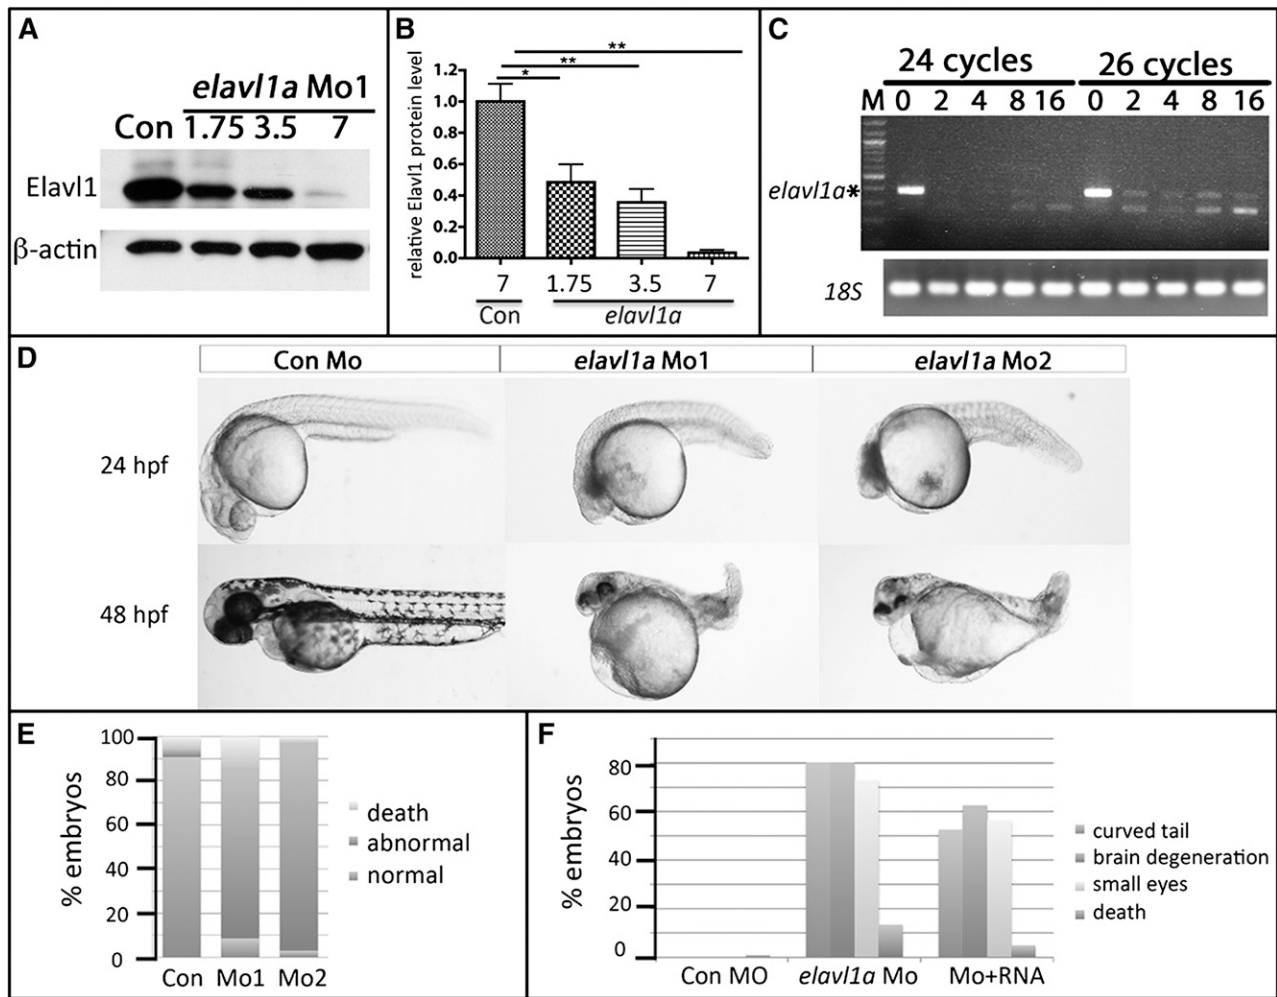 A
elavl1a Mo1
Con 1.75 3.5 7
Elavl1
β-actin
B
relative Elavl1 protein level
**
**
*
1.2
1.0
0.8
0.6
0.4
0.2
0.0
7 1.75 3.5 7
Con elavl1a
C
24 cycles 26 cycles
M 0 2 4 8 16 0 2 4 8 16
elavl1a*
18S
D
Con Mo elavl1a Mo1 elavl1a Mo2
24 hpf
48 hpf
E
% embryos
100
80
60
40
20
0
Con Mo1 Mo2
death
abnormal
normal
F
% embryos
80
60
40
20
0
Con MO elavl1a Mo Mo+RNA
curved tail
brain degeneration
small eyes
death